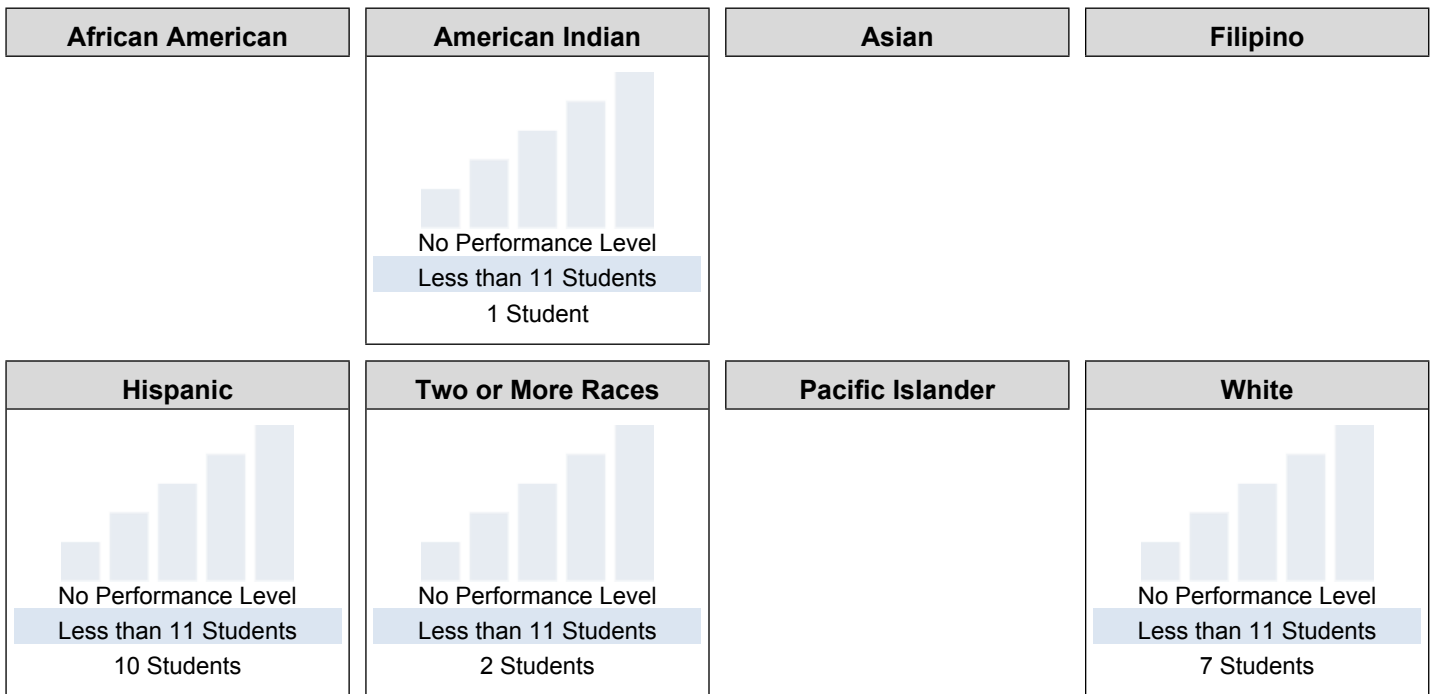 African American
American Indian
Asian
Filipino
No Performance Level
Less than 11 Students
1 Student
Hispanic
Two or More Races
Pacific Islander
White
No Performance Level
Less than 11 Students
10 Students
No Performance Level
Less than 11 Students
2 Students
No Performance Level
Less than 11 Students
7 Students